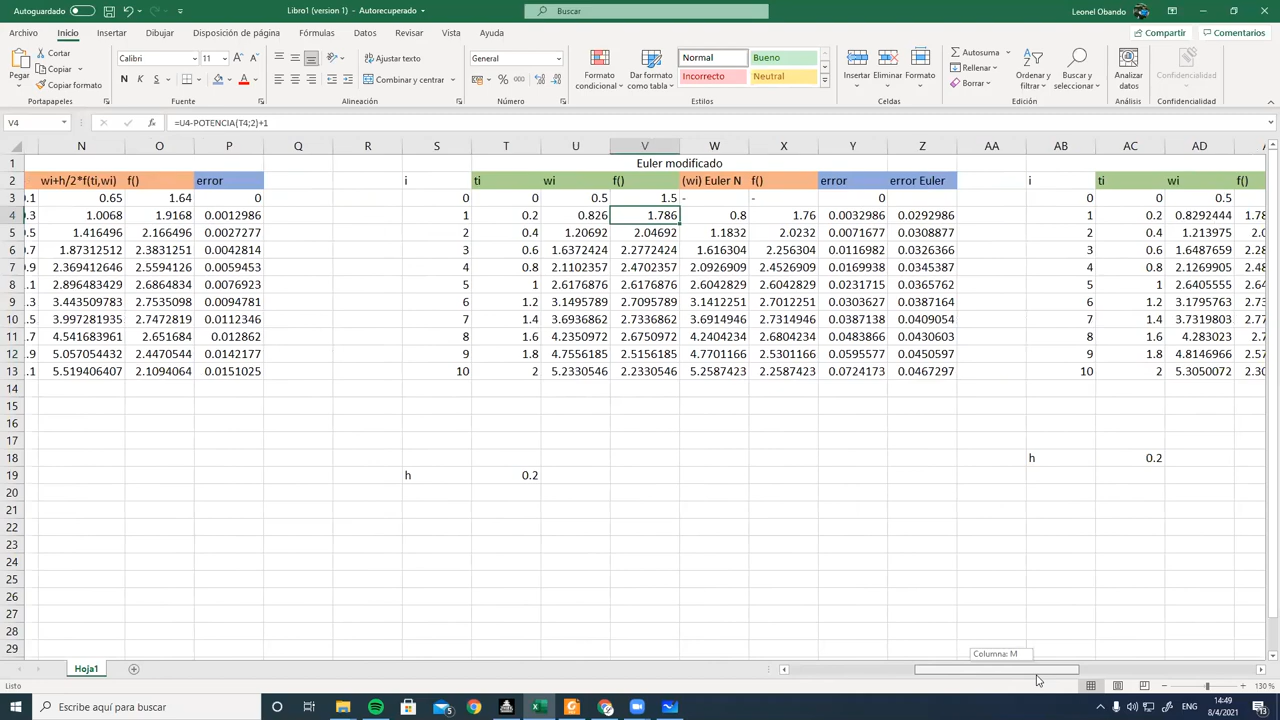 Autoguardado Libro1 (version 1) - Autorecuperado Buscar Leonel Obando
Archivo Inicio Insertar Dibujar Disposición de página Fórmulas Datos Revisar Vista Ayuda Compartir Comentarios
Cortar Calibri 11 Ajustar texto General Normal Bueno Autosuma
Pegar Copiar Formato condicional Dar formato como tabla Insertar Eliminar Formato Rellenar Ordenar y filtrar Buscar y seleccionar Analizar datos Confidencialidad
Copiar formato N K S Combinar y centrar Incorrecto Neutral Borrar
Portapapeles Fuente Alineación Número Estilos Celdas Edición Análisis Confidencialidad
V4 =U4-POTENCIA(T4;2)+1
N O P Q R S T U V W X Y Z AA AB AC AD A
1 Euler modificado
2 wi+h/2*f(ti,wi) f() error i ti wi f() (wi) Euler N f() error error Euler i ti wi f()
3 0.1 0.65 1.64 0 0 0 0.5 1.5 - - 0 0 0 0.5
4 0.3 1.0068 1.9168 0.0012986 1 0.2 0.826 1.786 0.8 1.76 0.0032986 0.0292986 1 0.2 0.8292444 1.78
5 0.5 1.416496 2.166496 0.0027277 2 0.4 1.20692 2.04692 1.1832 2.0232 0.0071677 0.0308877 2 0.4 1.213975 2.0
6 0.7 1.87312512 2.3831251 0.0042814 3 0.6 1.6372424 2.2772424 1.616304 2.256304 0.0116982 0.0326366 3 0.6 1.6487659 2.28
7 0.9 2.369412646 2.5594126 0.0059453 4 0.8 2.1102357 2.4702357 2.0926909 2.4526909 0.0169938 0.0345387 4 0.8 2.1269905 2.48
8 .1 2.896483429 2.6864834 0.0076923 5 1 2.6176876 2.6176876 2.6042829 2.6042829 0.0231715 0.0365762 5 1 2.6405555 2.64
9 .3 3.443509783 2.7535098 0.0094781 6 1.2 3.1495789 2.7095789 3.1412251 2.7012251 0.0303627 0.0387164 6 1.2 3.1795763 2.73
10 .5 3.997281935 2.7472819 0.0112346 7 1.4 3.6936862 2.7336862 3.6914946 2.7314946 0.0387138 0.0409054 7 1.4 3.7319803 2.77
11 .7 4.541683961 2.651684 0.012862 8 1.6 4.2350972 2.6750972 4.2404234 2.6804234 0.0483866 0.0430603 8 1.6 4.283023 2.7
12 .9 5.057054432 2.4470544 0.0142177 9 1.8 4.7556185 2.5156185 4.7701166 2.5301166 0.0595577 0.0450597 9 1.8 4.8146966 2.57
13 .1 5.519406407 2.1094064 0.0151025 10 2 5.2330546 2.2330546 5.2587423 2.2587423 0.0724173 0.0467297 10 2 5.3050072 2.30
14
15
16
17
18 h 0.2
19 h 0.2
20
21
22
23
24
25
26
27
28
29
Columna: M
Hoja1
Listo 130 %
Escribe aquí para buscar 14:49
8/4/2021